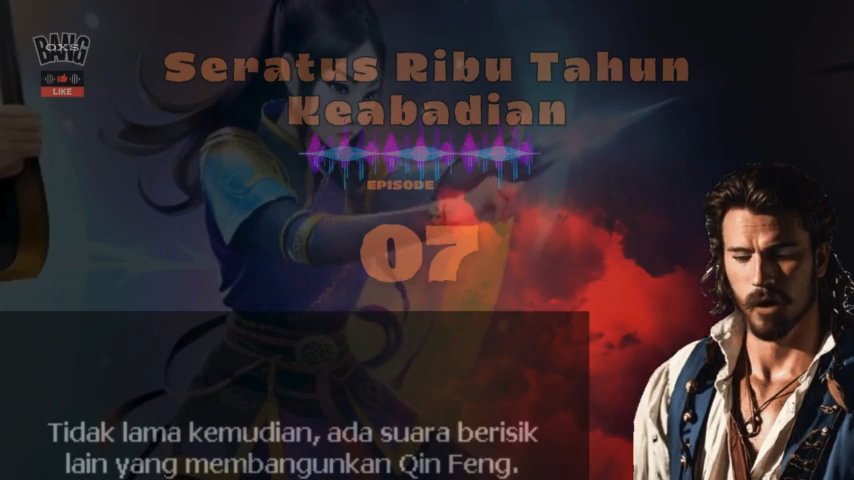 BANG
OXS
LIKE
Seratus Ribu Tahun
Keabadian
EPISODE
07
Tidak lama kemudian, ada suara berisik
lain yang membangunkan Qin Feng.